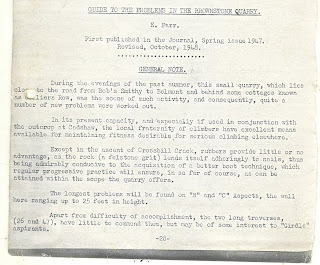 GUIDE TO THE PROBLEMS IN THE BROWNSTONE QUARRY.
E. Parr.
First published in the Journal, Spring issue 1947.
Revised, October, 1948.
GENERAL NOTE.
During the evenings of the past summer, this small quarry, which lies
close to the road from Bob's Smithy to Belmont and behind some cottages known
as Colliers Row, was the scene of much activity, and consequently, quite a
number of new problems were worked out.
In its present capacity, and especially if used in conjunction with
the outcrop at Cadshaw, the local fraternity of climbers have excellent means
available for maintaining fitness desirable for serious climbing elsewhere.
Except in the ascent of Crossbill Crack, rubbers provide little or no
advantage, as the rock (a felstone grit) lends itself adheringly to nails, thus
being admirably conducive to the acquisition of a better boot technique, which
regular progressive practice will ensure, in so far of course, as can be
attained within the scope the quarry offers.
The longest problems will be found on "B" and "C" Aspects, the wall
here ranging up to 25 feet in height.
Apart from difficulty of accomplishment, the two long traverses,
(26 and 47), have little to commend them, but may be of some interest to "Girdle"
aspirants.
-20-